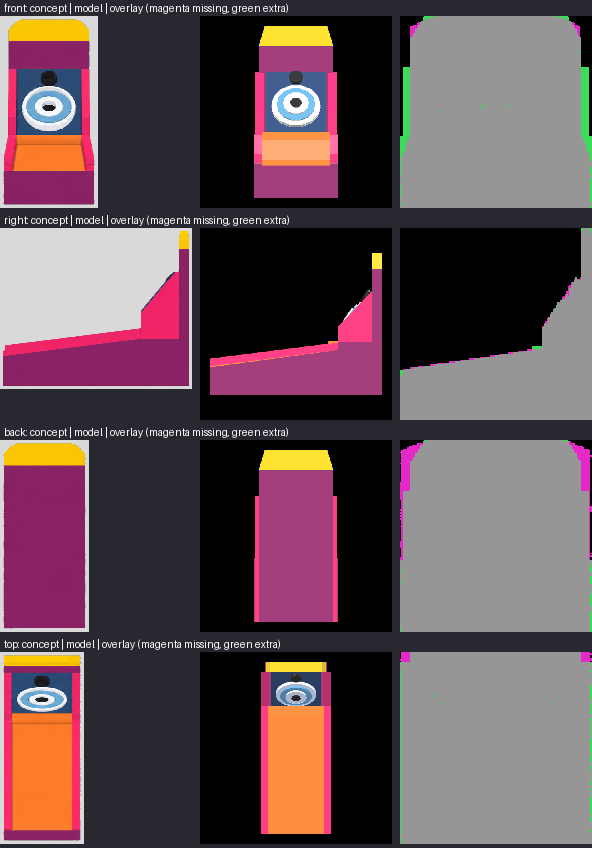 front: concept | model | overlay (magenta missing, green extra)
right: concept | model | overlay (magenta missing, green extra)
back: concept | model | overlay (magenta missing, green extra)
top: concept | model | overlay (magenta missing, green extra)